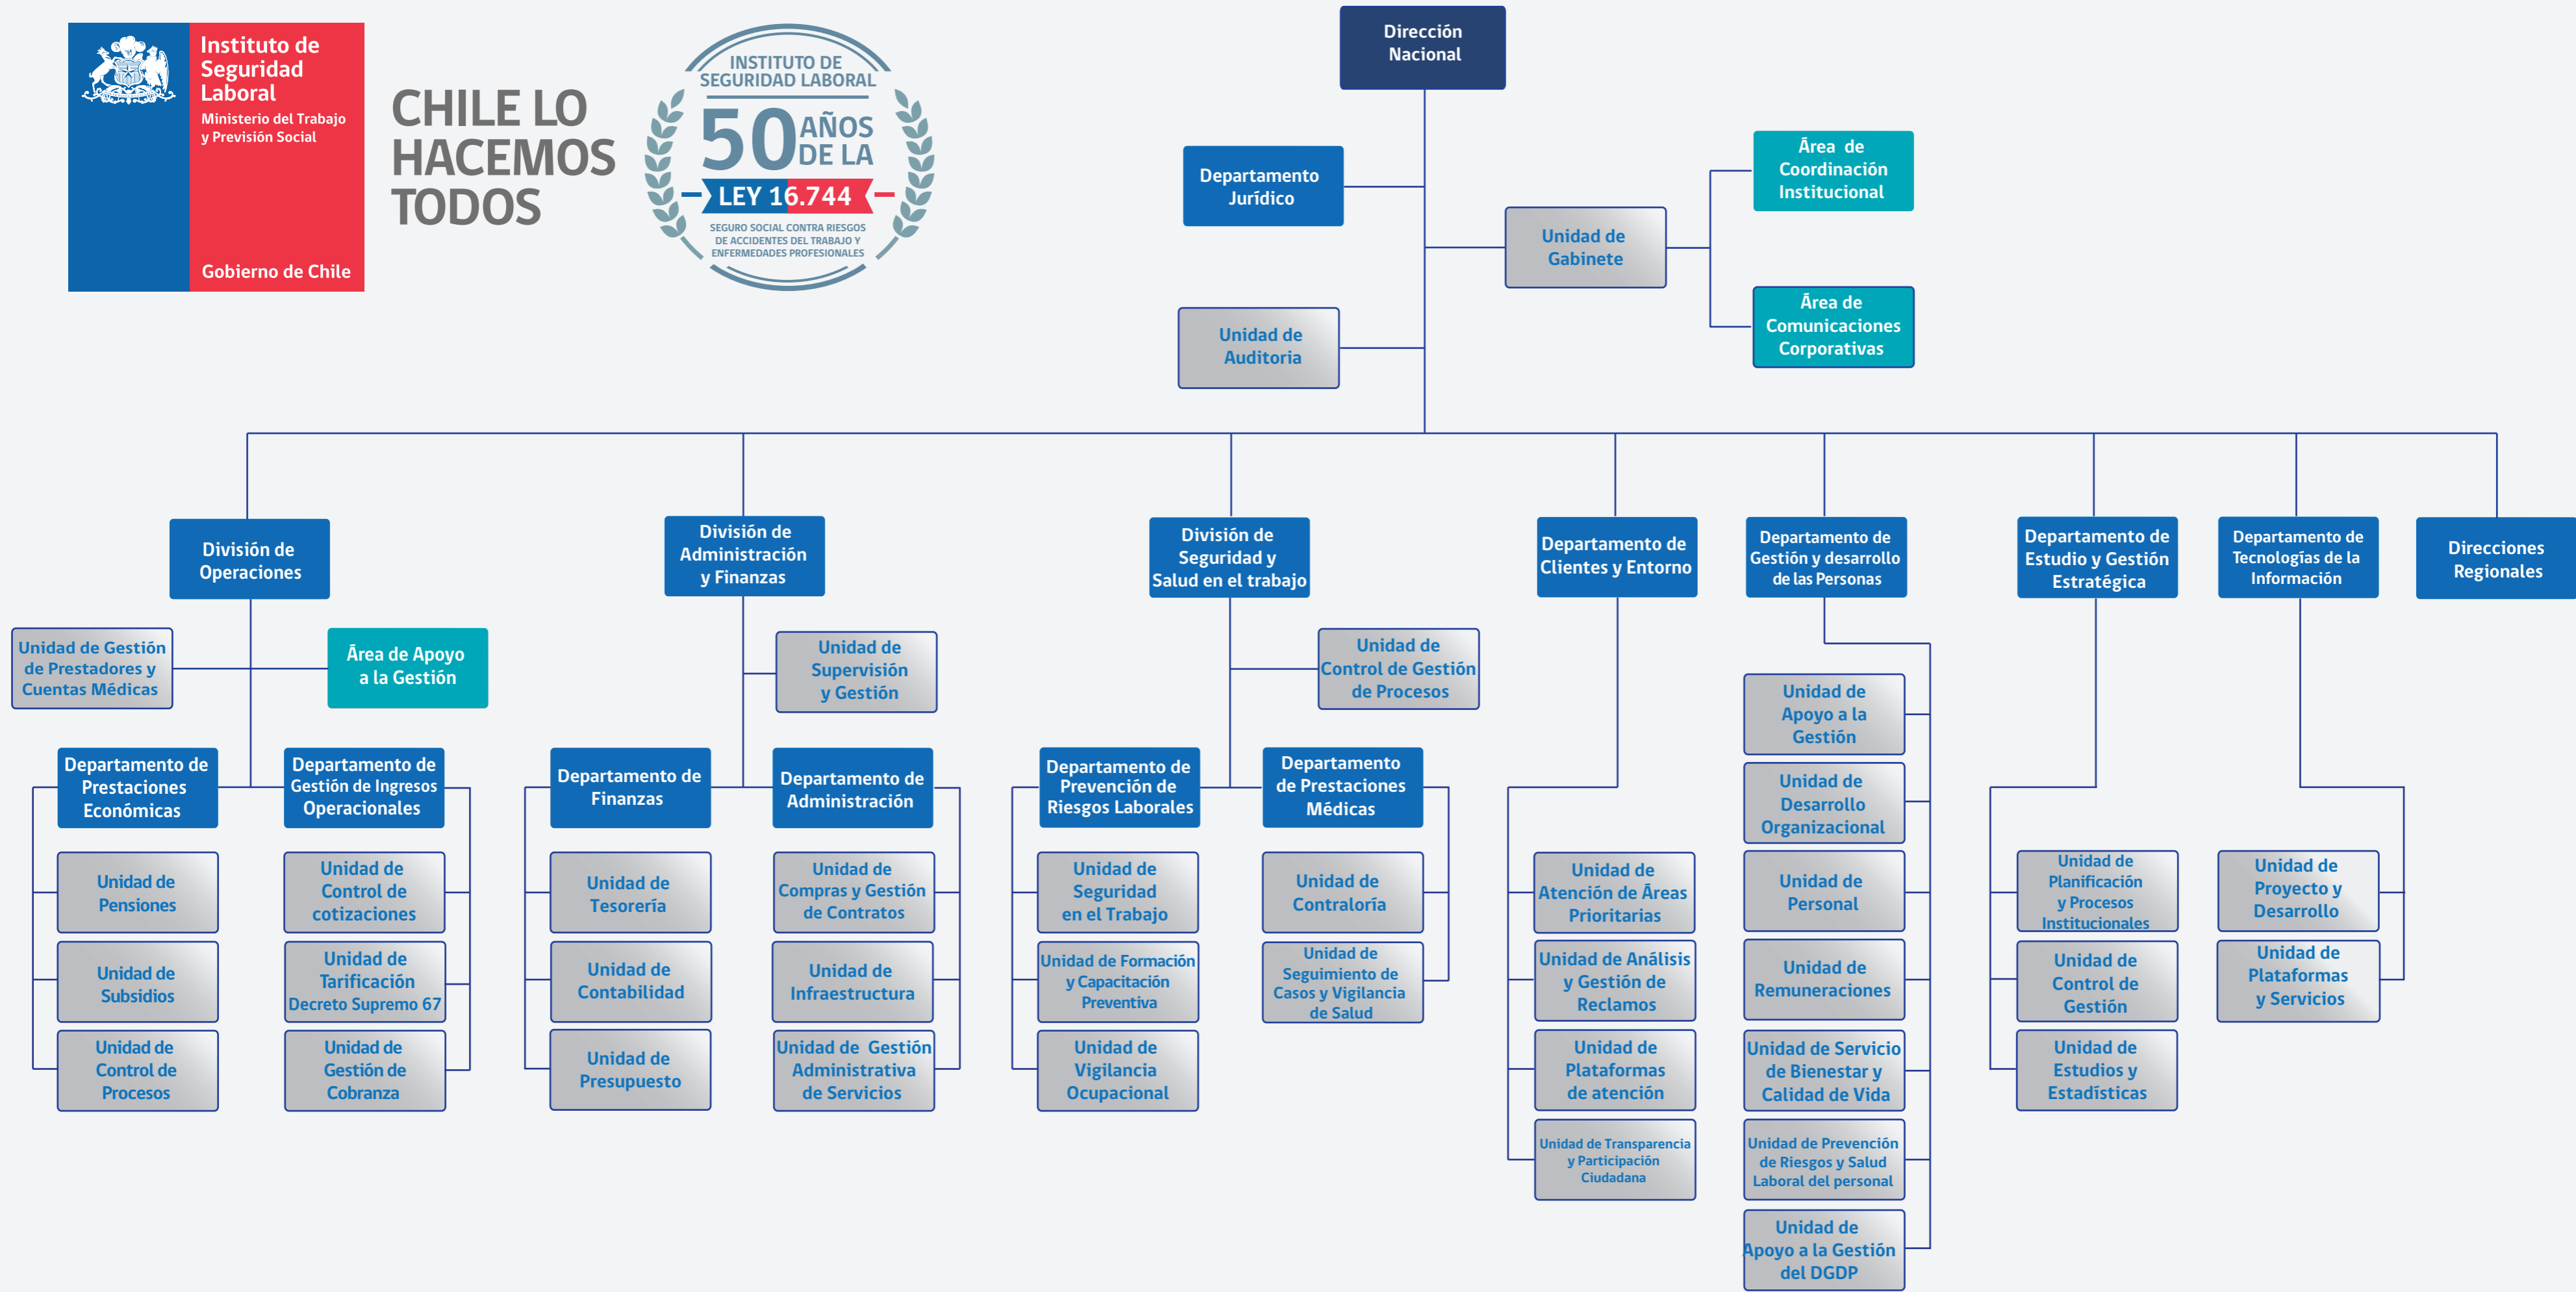 Instituto de
Seguridad
Laboral
Ministerio del Trabajo
y Previsión Social
Gobierno de Chile
CHILE LO
HACEMOS
TODOS
INSTITUTO DE
SEGURIDAD LABORAL
50 AÑOS
DE LA
LEY 16.744
SEGURO SOCIAL CONTRA RIESGOS
DE ACCIDENTES DEL TRABAJO Y
ENFERMEDADES PROFESIONALES
Dirección
Nacional
Departamento
Jurídico
Área de
Coordinación
Institucional
Unidad de
Gabinete
Área de
Comunicaciones
Corporativas
Unidad de
Auditoria
División de
Operaciones
División de
Administración
y Finanzas
División de
Seguridad y
Salud en el trabajo
Departamento de
Clientes y Entorno
Departamento de
Gestión y desarrollo
de las Personas
Departamento de
Estudio y Gestión
Estratégica
Departamento de
Tecnologías de la
Información
Direcciones
Regionales
Unidad de Gestión
de Prestadores y
Cuentas Médicas
Área de Apoyo
a la Gestión
Unidad de
Supervisión
y Gestión
Unidad de
Control de Gestión
de Procesos
Departamento de
Prestaciones
Económicas
Departamento de
Gestión de Ingresos
Operacionales
Departamento de
Finanzas
Departamento de
Administración
Departamento de
Prevención de
Riesgos Laborales
Departamento
de Prestaciones
Médicas
Unidad de
Pensiones
Unidad de
Subsidios
Unidad de
Control de
Procesos
Unidad de
Control de
cotizaciones
Unidad de
Tarificación
Decreto Supremo 67
Unidad de
Gestión de
Cobranza
Unidad de
Tesorería
Unidad de
Contabilidad
Unidad de
Presupuesto
Unidad de
Compras y Gestión
de Contratos
Unidad de
Infraestructura
Unidad de Gestión
Administrativa
de Servicios
Unidad de
Seguridad
en el Trabajo
Unidad de Formación
y Capacitación
Preventiva
Unidad de
Vigilancia
Ocupacional
Unidad de
Contraloría
Unidad de
Seguimiento de
Casos y Vigilancia
de Salud
Unidad de
Atención de Áreas
Prioritarias
Unidad de Análisis
y Gestión de
Reclamos
Unidad de
Plataformas
de atención
Unidad de Transparencia
y Participación
Ciudadana
Unidad de
Apoyo a la
Gestión
Unidad de
Desarrollo
Organizacional
Unidad de
Personal
Unidad de
Remuneraciones
Unidad de Servicio
de Bienestar y
Calidad de Vida
Unidad de Prevención
de Riesgos y Salud
Laboral del personal
Unidad de
Apoyo a la Gestión
del DGDP
Unidad de
Planificación
y Procesos
Institucionales
Unidad de
Control de
Gestión
Unidad de
Estudios y
Estadísticas
Unidad de
Proyecto y
Desarrollo
Unidad de
Plataformas
y Servicios